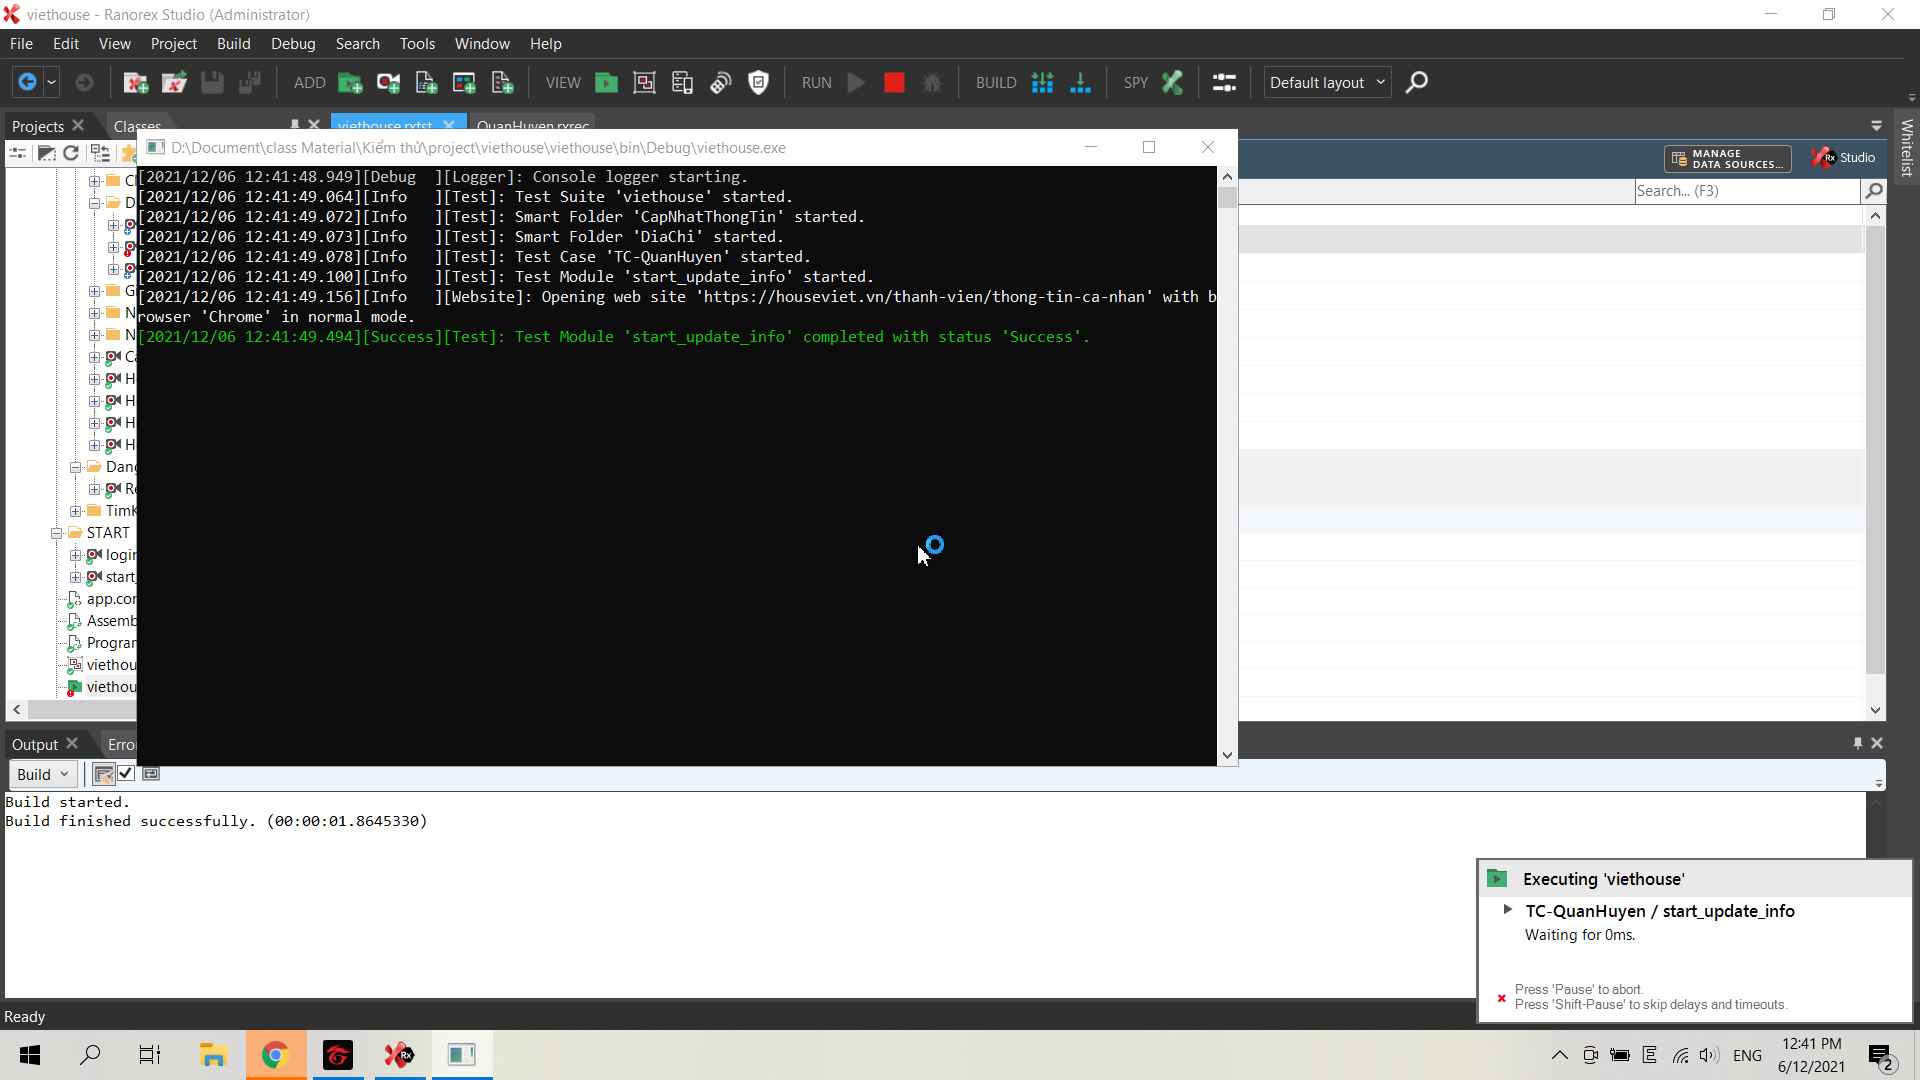 viethouse - Ranorex Studio (Administrator)
File Edit View Project Build Debug Search Tools Window Help
ADD VIEW RUN BUILD SPY Default layout
Projects Classes viethouse.rxtst QuanHuyen.rxrec
Whitelist
D:\Document\class Material\Kiểm thử\project\viethouse\viethouse\bin\Debug\viethouse.exe
MANAGE
DATA SOURCES...
Rx Studio
Search... (F3)
[2021/12/06 12:41:48.949][Debug  ][Logger]: Console logger starting.
[2021/12/06 12:41:49.064][Info   ][Test]: Test Suite 'viethouse' started.
[2021/12/06 12:41:49.072][Info   ][Test]: Smart Folder 'CapNhatThongTin' started.
[2021/12/06 12:41:49.073][Info   ][Test]: Smart Folder 'DiaChi' started.
[2021/12/06 12:41:49.078][Info   ][Test]: Test Case 'TC-QuanHuyen' started.
[2021/12/06 12:41:49.100][Info   ][Test]: Test Module 'start_update_info' started.
[2021/12/06 12:41:49.156][Info   ][Website]: Opening web site 'https://houseviet.vn/thanh-vien/thong-tin-ca-nhan' with b
rowser 'Chrome' in normal mode.
[2021/12/06 12:41:49.494][Success][Test]: Test Module 'start_update_info' completed with status 'Success'.
D
G
N
N
H
H
H
H
Dang
Re
START
login
start_
app.con
Assemb
Program
viethou
viethou
Output Erro
Build
Build started.
Build finished successfully. (00:00:01.8645330)
Executing 'viethouse'
TC-QuanHuyen / start_update_info
Waiting for 0ms.
Press 'Pause' to abort.
Press 'Shift-Pause' to skip delays and timeouts.
Ready
Rx
ENG
12:41 PM
6/12/2021
2